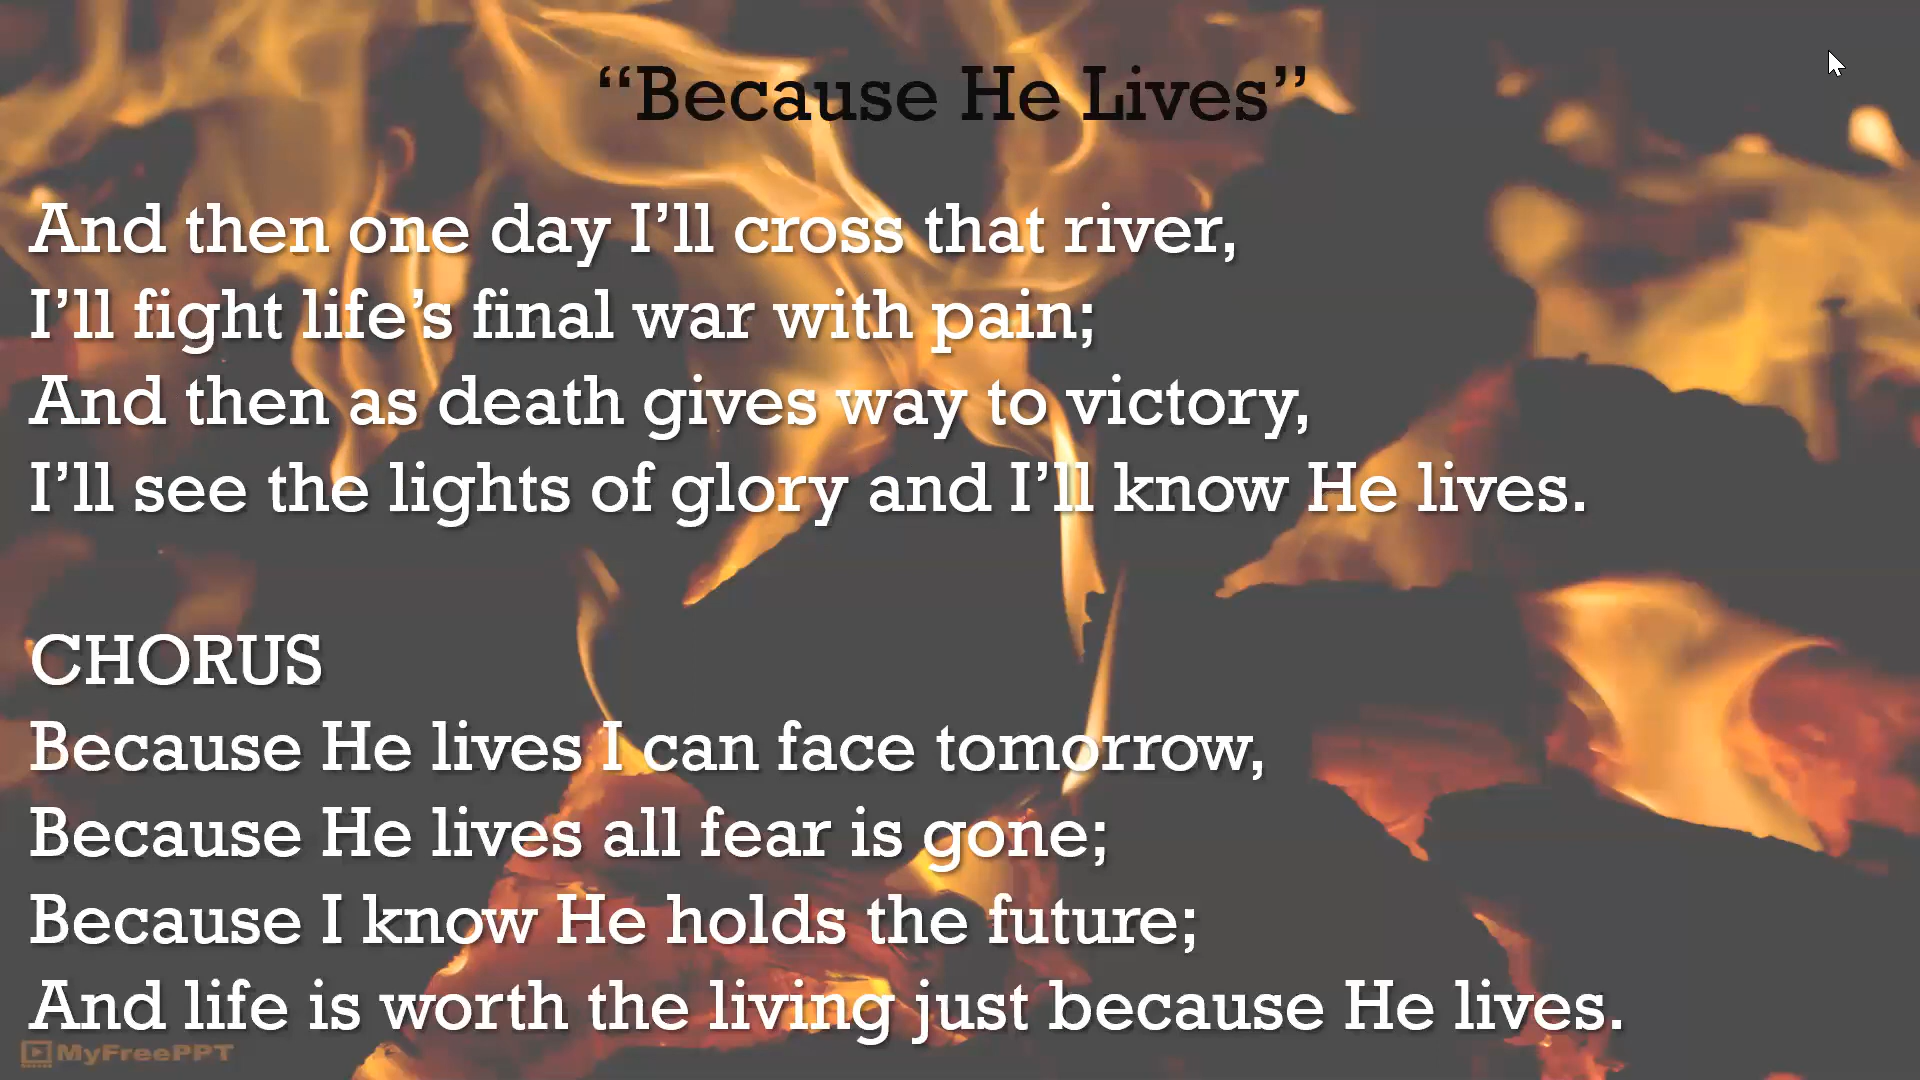 “Because He Lives”
And then one day I’ll cross that river,
I’ll fight life’s final war with pain;
And then as death gives way to victory,
I’ll see the lights of glory and I’ll know He lives.
CHORUS
Because He lives I can face tomorrow,
Because He lives all fear is gone;
Because I know He holds the future;
And life is worth the living just because He lives.
MyFreePPT